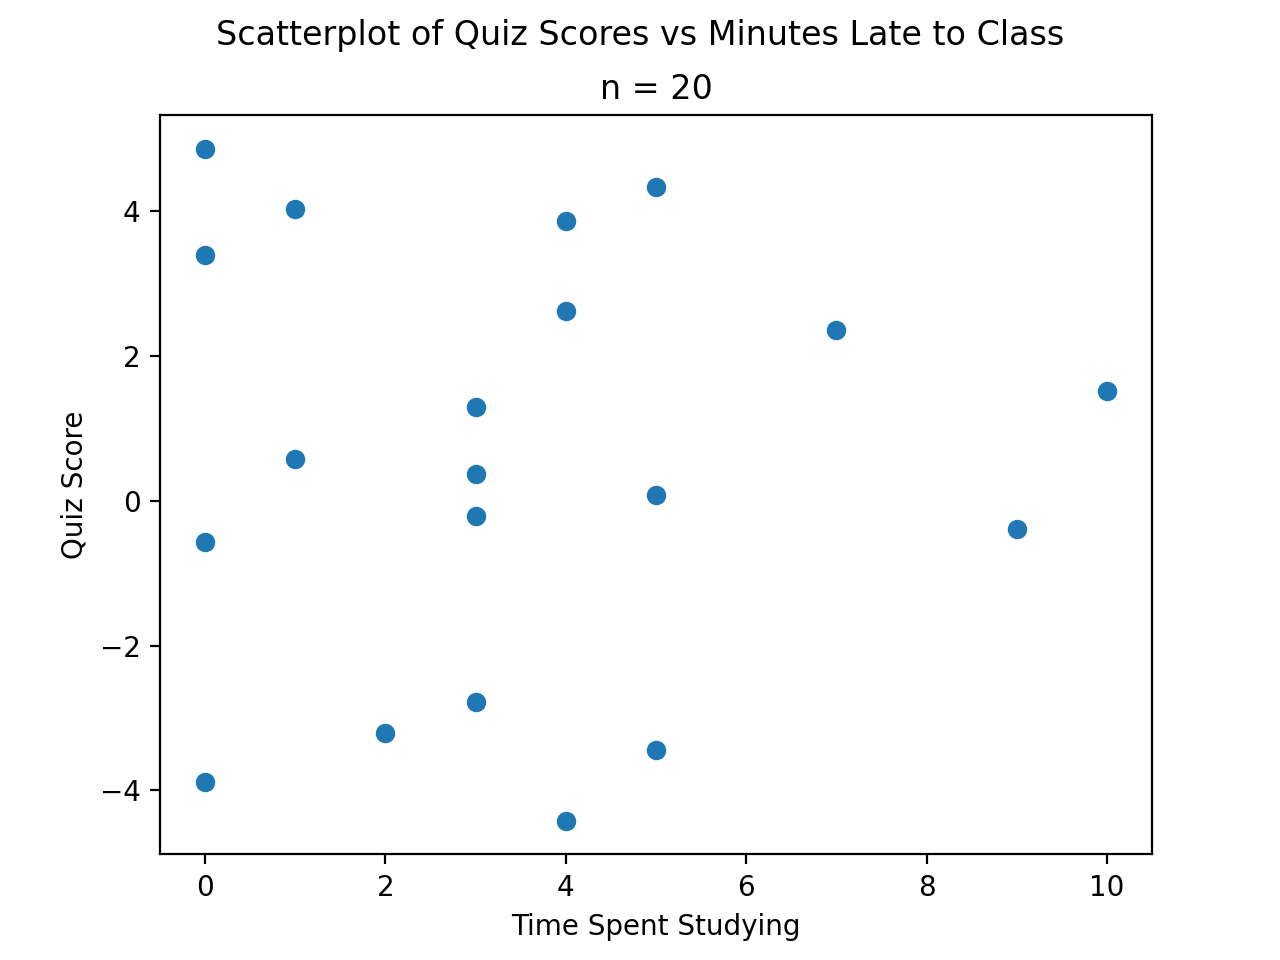 Scatterplot of Quiz Scores vs Minutes Late to Class
n = 20
4
2
0
−2
−4
Quiz Score
0 2 4 6 8 10
Time Spent Studying